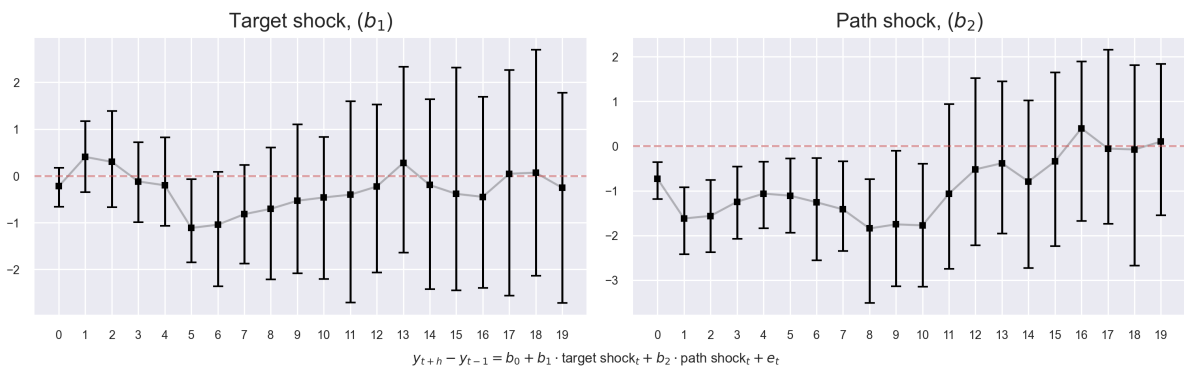 Target shock, (b₁)
2
1
0
−1
−2
0 1 2 3 4 5 6 7 8 9 10 11 12 13 14 15 16 17 18 19
Path shock, (b₂)
2
1
0
−1
−2
−3
0 1 2 3 4 5 6 7 8 9 10 11 12 13 14 15 16 17 18 19
yₜ₊ₕ − yₜ₋₁ = b₀ + b₁ · target shockₜ + b₂ · path shockₜ + eₜ